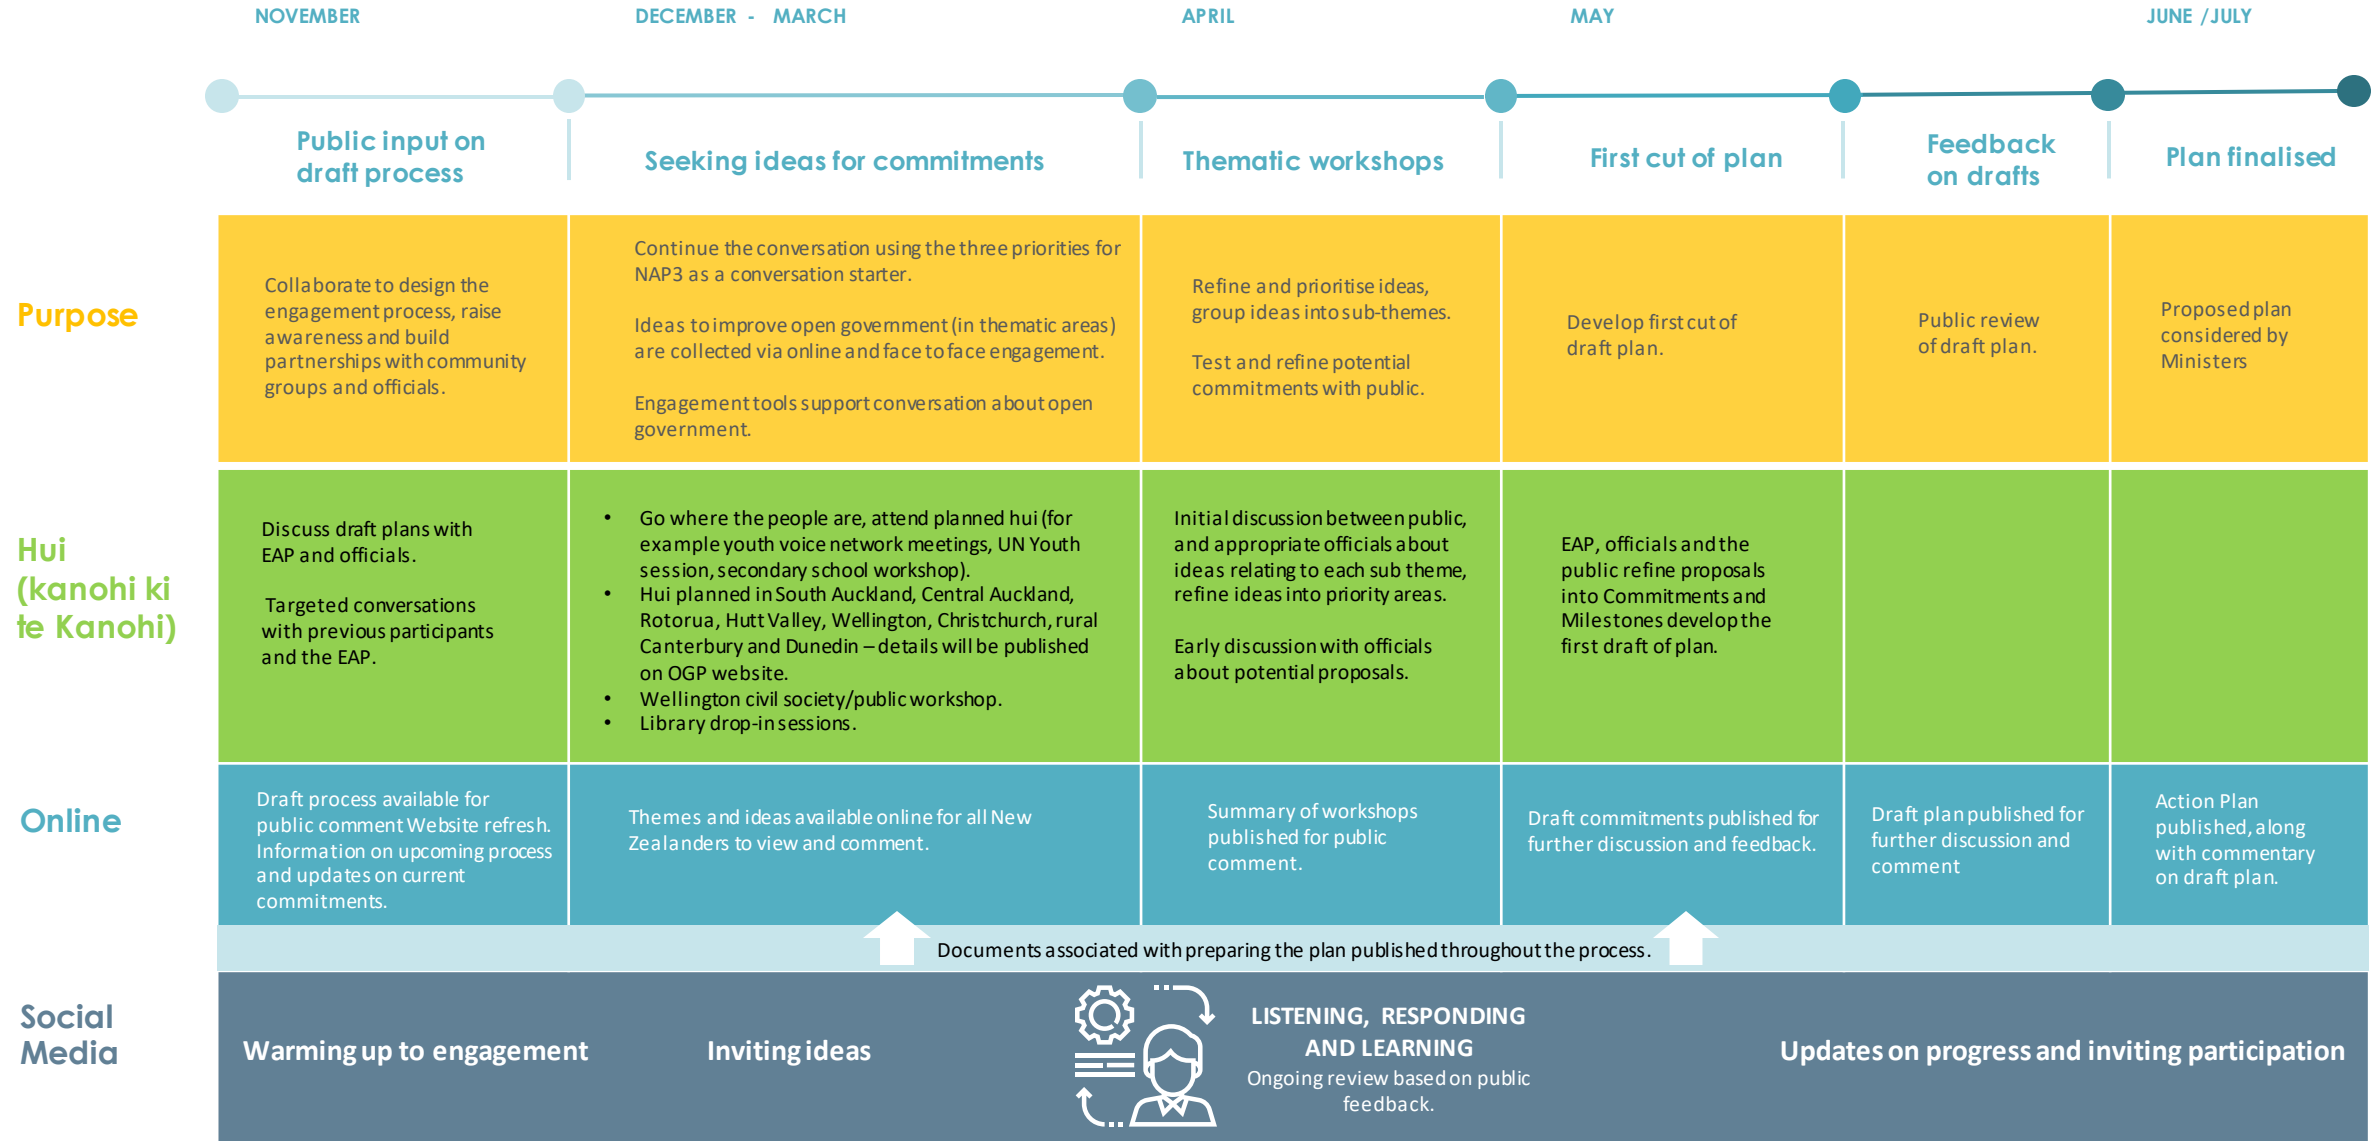 NOVEMBER
DECEMBER - MARCH
APRIL
MAY
JUNE /JULY
Public input on
draft process
Seeking ideas for commitments
Thematic workshops
First cut of plan
Feedback
on drafts
Plan finalised
Purpose
Collaborate to design the
engagement process, raise
awareness and build
partnerships with community
groups and officials.
Continue the conversation using the three priorities for
NAP3 as a conversation starter.
Ideas to improve open government (in thematic areas)
are collected via online and face to face engagement.
Engagement tools support conversation about open
government.
Refine and prioritise ideas,
group ideas into sub-themes.
Test and refine potential
commitments with public.
Develop first cut of
draft plan.
Public review
of draft plan.
Proposed plan
considered by
Ministers
Hui
(kanohi ki
te Kanohi)
Discuss draft plans with
EAP and officials.
Targeted conversations
with previous participants
and the EAP.
• Go where the people are, attend planned hui (for
example youth voice network meetings, UN Youth
session, secondary school workshop).
• Hui planned in South Auckland, Central Auckland,
Rotorua, Hutt Valley, Wellington, Christchurch, rural
Canterbury and Dunedin – details will be published
on OGP website.
• Wellington civil society/public workshop.
• Library drop-in sessions.
Initial discussion between public,
and appropriate officials about
ideas relating to each sub theme,
refine ideas into priority areas.
Early discussion with officials
about potential proposals.
EAP, officials and the
public refine proposals
into Commitments and
Milestones develop the
first draft of plan.
Online
Draft process available for
public comment Website refresh.
Information on upcoming process
and updates on current
commitments.
Themes and ideas available online for all New
Zealanders to view and comment.
Summary of workshops
published for public
comment.
Draft commitments published for
further discussion and feedback.
Draft plan published for
further discussion and
comment
Action Plan
published, along
with commentary
on draft plan.
Documents associated with preparing the plan published throughout the process.
Social
Media
Warming up to engagement
Inviting ideas
LISTENING, RESPONDING
AND LEARNING
Ongoing review based on public
feedback.
Updates on progress and inviting participation